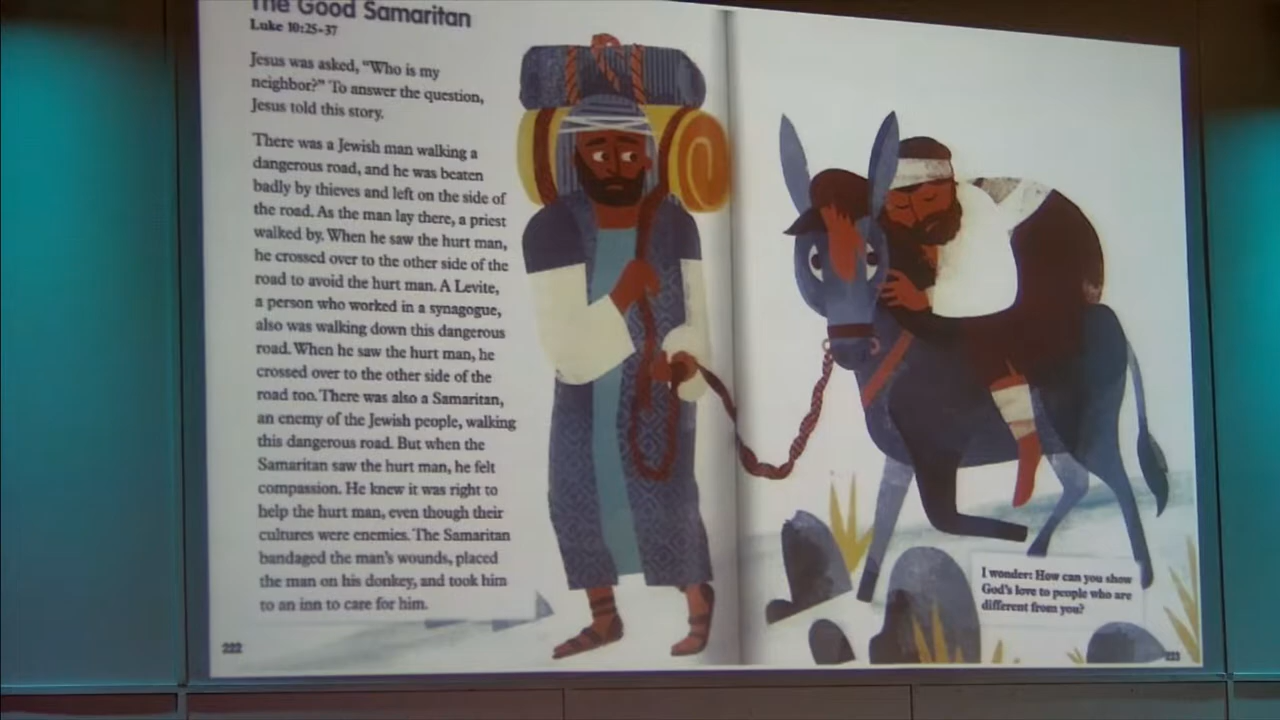 The Good Samaritan
Luke 10:25-37
Jesus was asked, “Who is my
neighbor?” To answer the question,
Jesus told this story.
There was a Jewish man walking a
dangerous road, and he was beaten
badly by thieves and left on the side of
the road. As the man lay there, a priest
walked by. When he saw the hurt man,
he crossed over to the other side of the
road to avoid the hurt man. A Levite,
a person who worked in a synagogue,
also was walking down this dangerous
road. When he saw the hurt man, he
crossed over to the other side of the
road too. There was also a Samaritan,
an enemy of the Jewish people, walking
this dangerous road. But when the
Samaritan saw the hurt man, he felt
compassion. He knew it was right to
help the hurt man, even though their
cultures were enemies. The Samaritan
bandaged the man’s wounds, placed
the man on his donkey, and took him
to an inn to care for him.
222
I wonder: How can you show
God’s love to people who are
different from you?
223